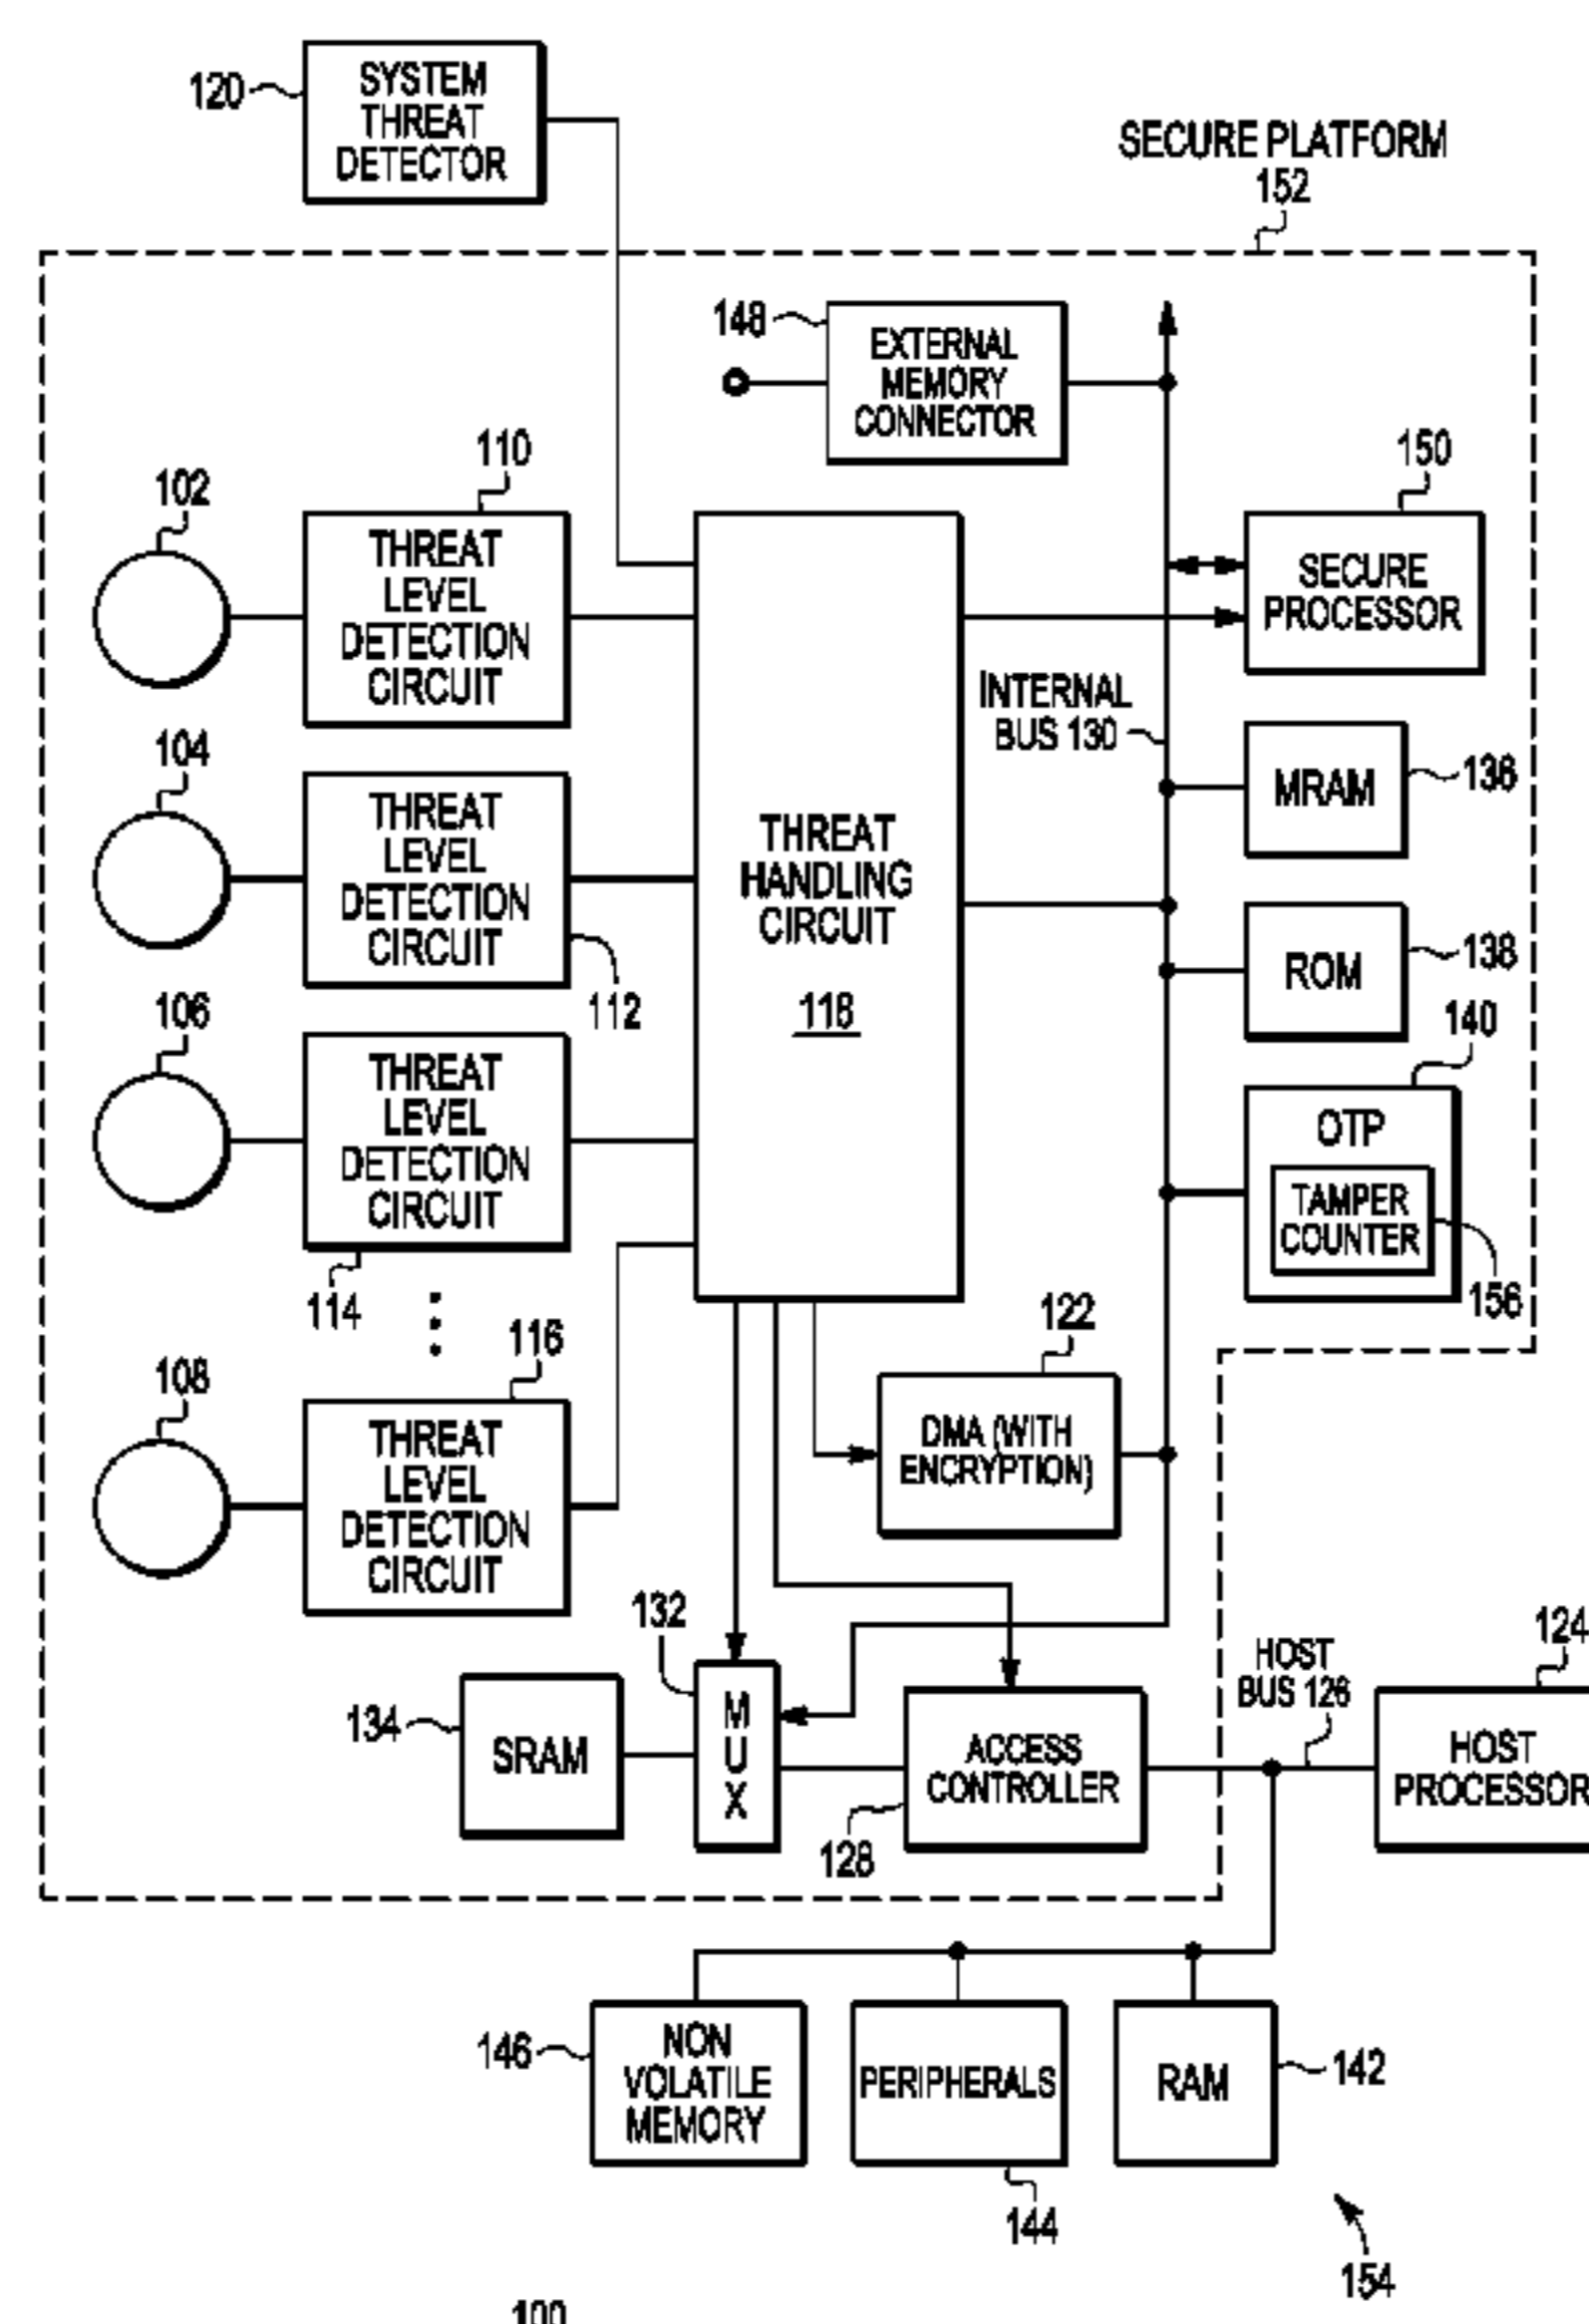 120
SYSTEM
THREAT
DETECTOR
SECURE PLATFORM
152
148
EXTERNAL
MEMORY
CONNECTOR
110
102
THREAT
LEVEL
DETECTION
CIRCUIT
150
SECURE
PROCESSOR
INTERNAL
BUS 130
104
THREAT
LEVEL
DETECTION
CIRCUIT
112
THREAT
HANDLING
CIRCUIT
118
MRAM
136
ROM
138
106
THREAT
LEVEL
DETECTION
CIRCUIT
114
140
OTP
TAMPER
COUNTER
156
116
108
THREAT
LEVEL
DETECTION
CIRCUIT
122
DMA (WITH
ENCRYPTION)
132
134
SRAM
MUX
ACCESS
CONTROLLER
128
HOST
BUS 126
124
HOST
PROCESSOR
146
NON
VOLATILE
MEMORY
PERIPHERALS
144
RAM
142
154
100